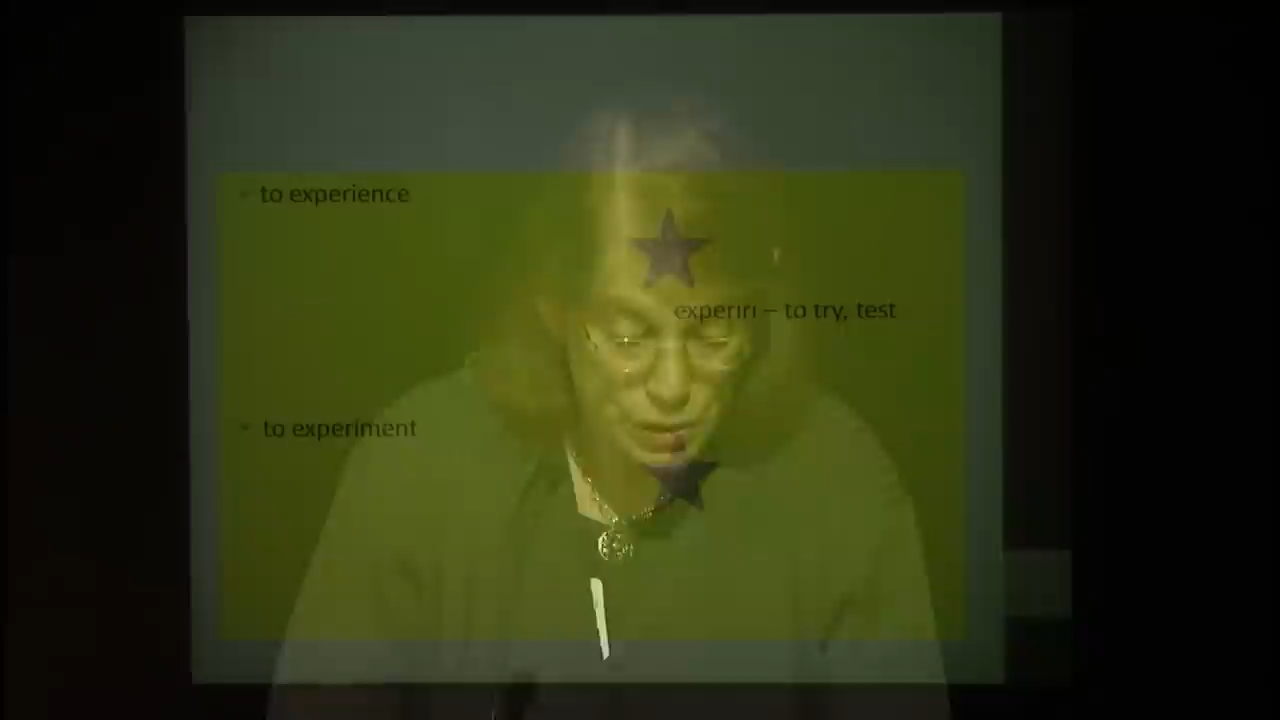 to experience
experiri – to try, test
to experiment